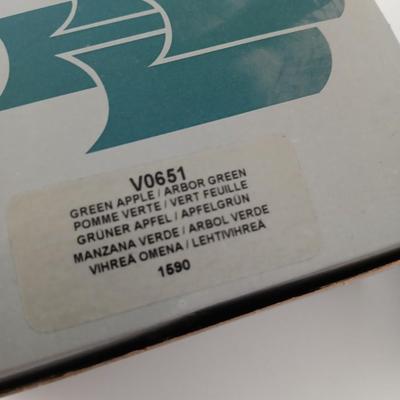 V0651
GREEN APPLE / ARBOR GREEN
POMME VERTE / VERT FEUILLE
GRÜNER APFEL / APFELGRÜN
MANZANA VERDE / ARBOL VERDE
VIHREÄ OMENA / LEHTIVIHREÄ
1590